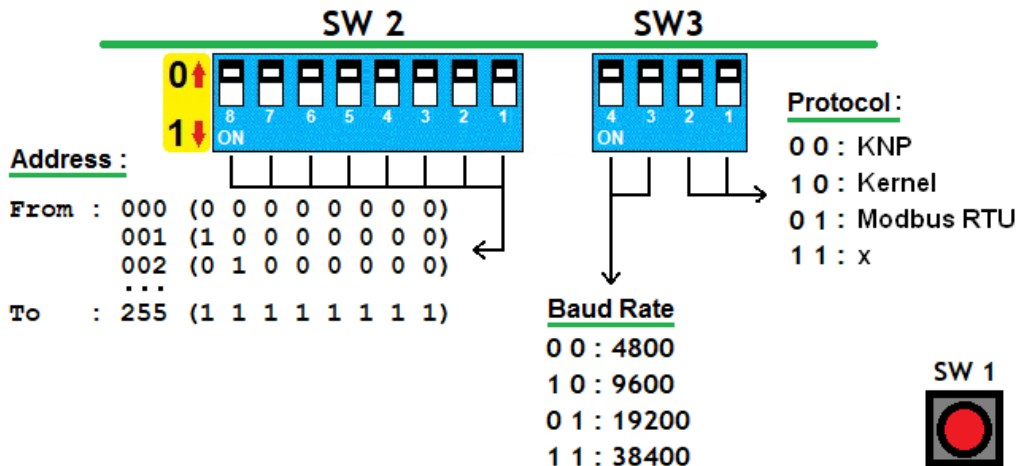 SW 2
SW3
0
1
8 7 6 5 4 3 2 1
ON
4 3 2 1
ON
Address :
From : 000 (0 0 0 0 0 0 0 0)
001 (1 0 0 0 0 0 0 0)
002 (0 1 0 0 0 0 0 0)
...
To : 255 (1 1 1 1 1 1 1 1)
Protocol :
0 0 : KNP
1 0 : Kernel
0 1 : Modbus RTU
1 1 : x
Baud Rate
0 0 : 4800
1 0 : 9600
0 1 : 19200
1 1 : 38400
SW 1